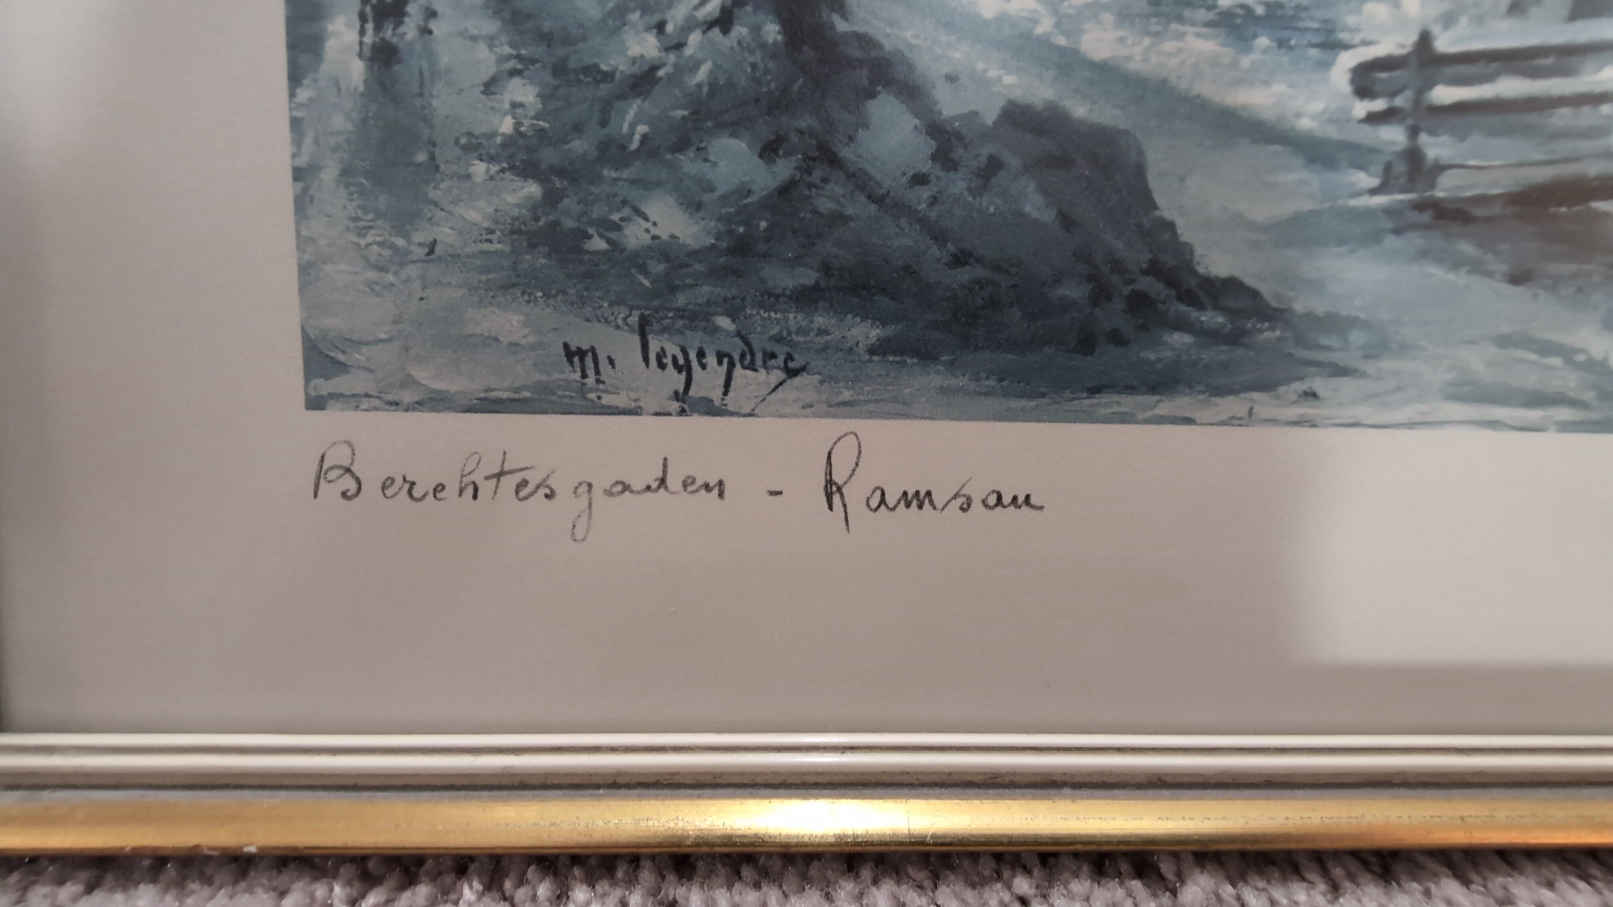 m. legendre
Berchtesgaden - Ramsau